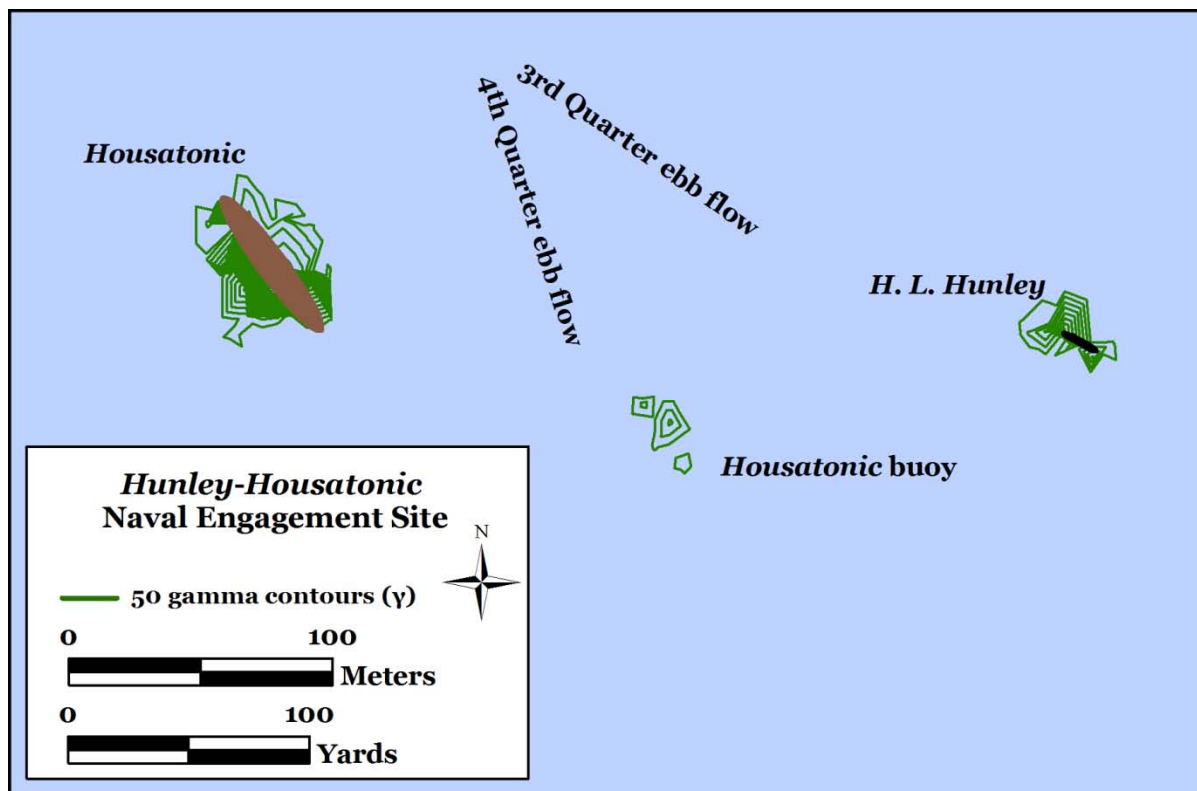 3rd Quarter ebb flow
4th Quarter ebb flow
Housatonic
H. L. Hunley
Housatonic buoy
Hunley-Housatonic
Naval Engagement Site
N
50 gamma contours (γ)
0 100
Meters
0 100
Yards